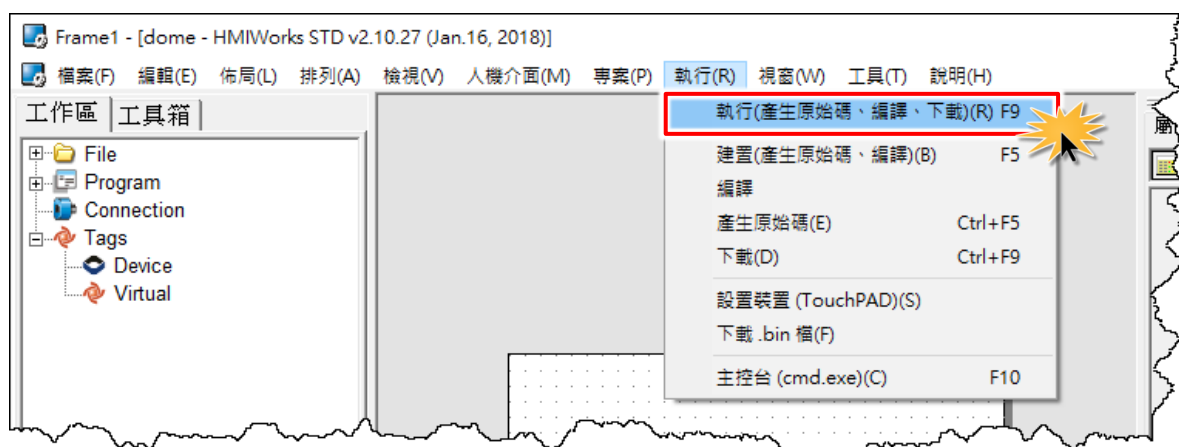 Frame1 - [dome - HMIWorks STD v2.10.27 (Jan.16, 2018)]
檔案(F) 編輯(E) 佈局(L) 排列(A) 檢視(V) 人機介面(M) 專案(P) 執行(R) 視窗(W) 工具(T) 說明(H)
工作區 工具箱
File
Program
Connection
Tags
Device
Virtual
執行(產生原始碼、編譯、下載)(R) F9
建置(產生原始碼、編譯)(B) F5
編譯
產生原始碼(E) Ctrl+F5
下載(D) Ctrl+F9
設置裝置 (TouchPAD)(S)
下載 .bin 檔(F)
主控台 (cmd.exe)(C) F10